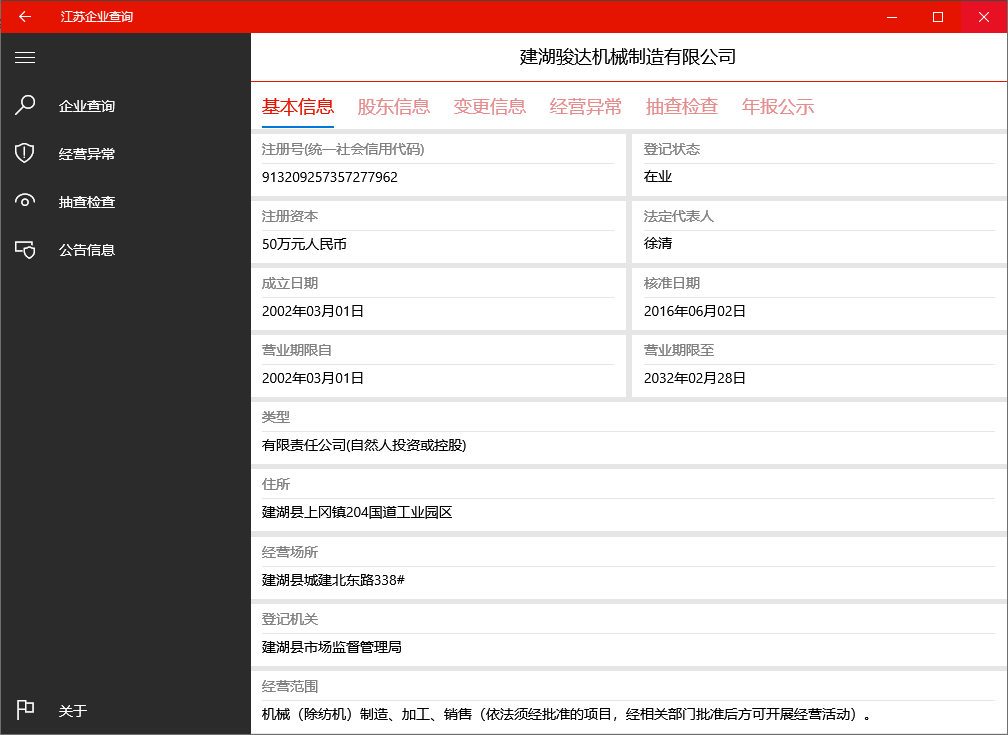 江苏企业查询
建湖骏达机械制造有限公司
企业查询
经营异常
抽查检查
公告信息
关于
基本信息 股东信息 变更信息 经营异常 抽查检查 年报公示
注册号(统一社会信用代码) 登记状态
913209257357277962 在业
注册资本 法定代表人
50万元人民币 徐清
成立日期 核准日期
2002年03月01日 2016年06月02日
营业期限自 营业期限至
2002年03月01日 2032年02月28日
类型
有限责任公司(自然人投资或控股)
住所
建湖县上冈镇204国道工业园区
经营场所
建湖县城建北东路338#
登记机关
建湖县市场监督管理局
经营范围
机械（除纺机）制造、加工、销售（依法须经批准的项目，经相关部门批准后方可开展经营活动）。